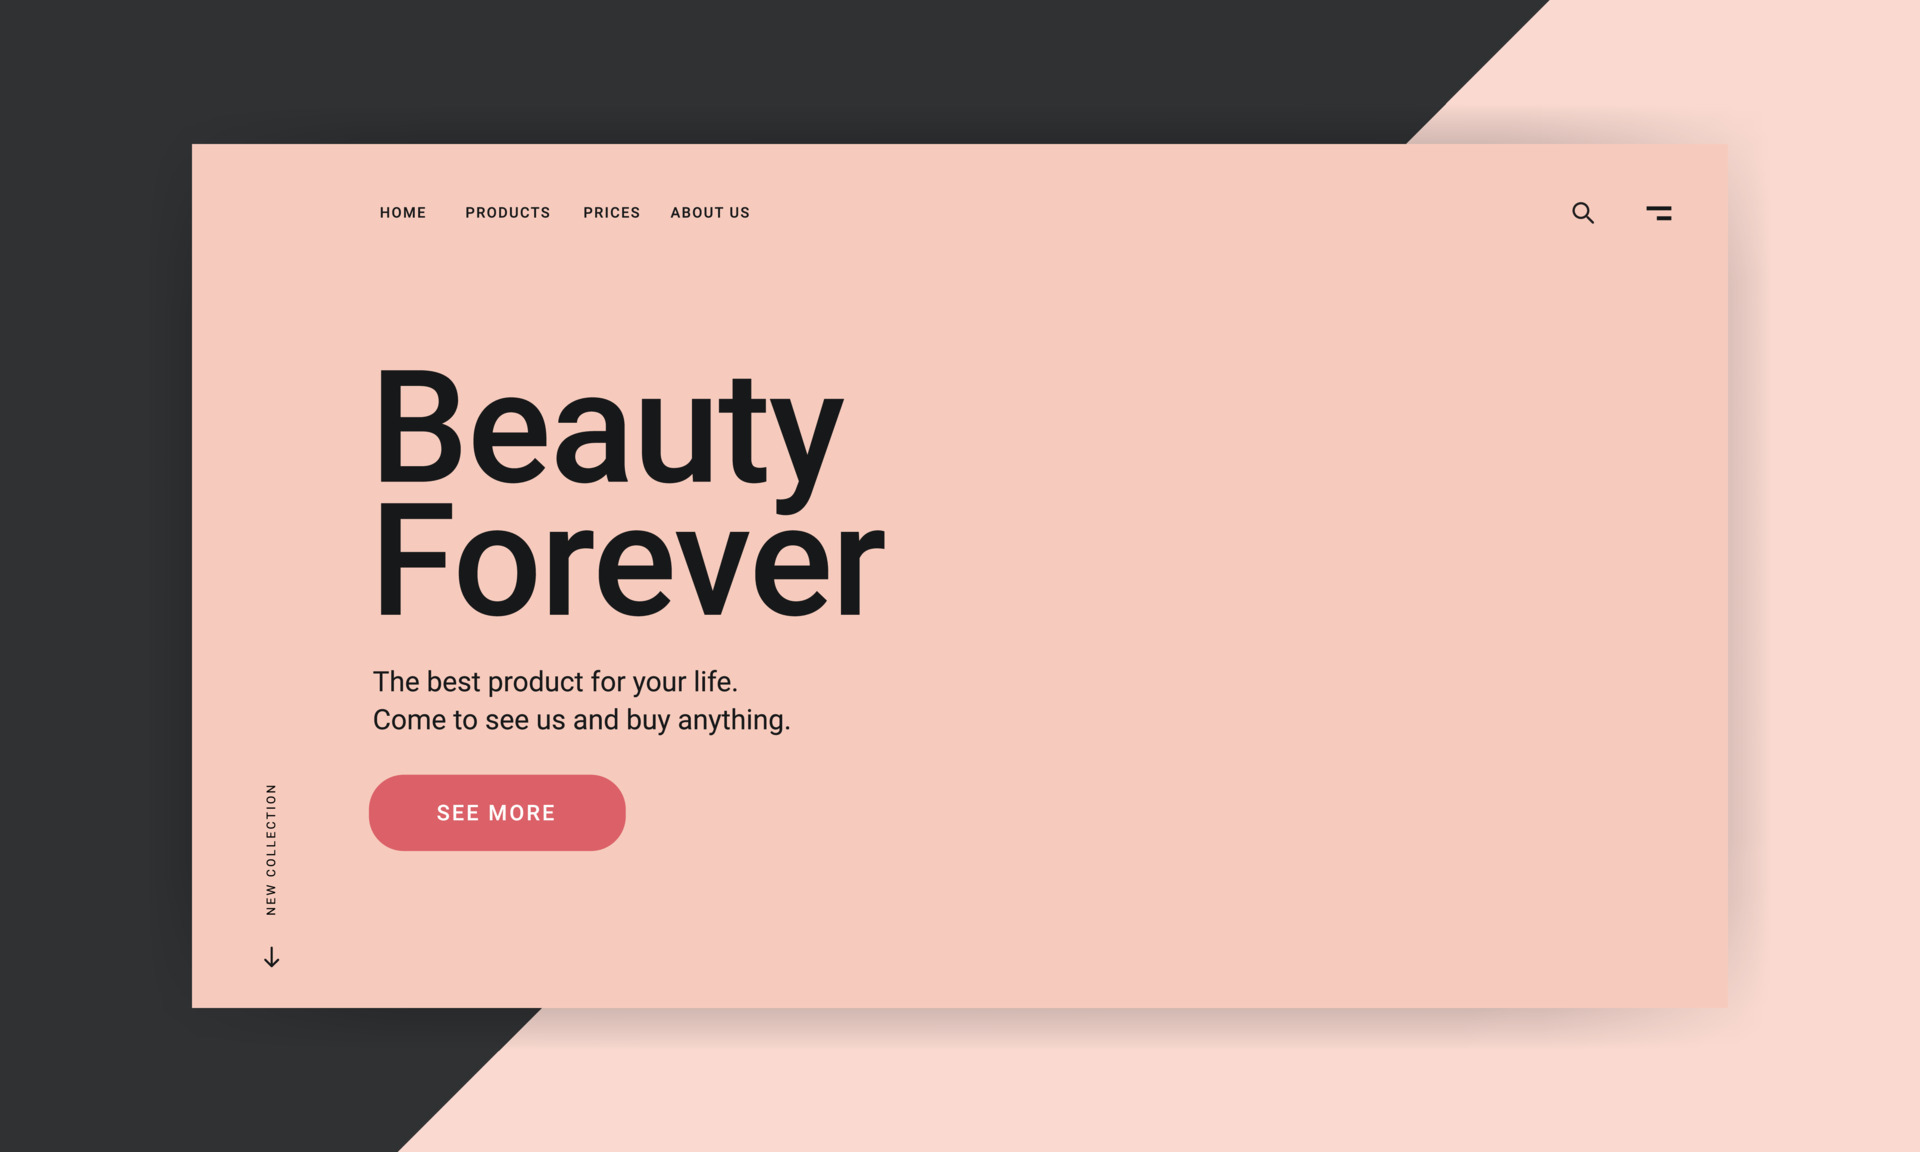 HOME PRODUCTS PRICES ABOUT US
Beauty
Forever
The best product for your life.
Come to see us and buy anything.
SEE MORE
NEW COLLECTION